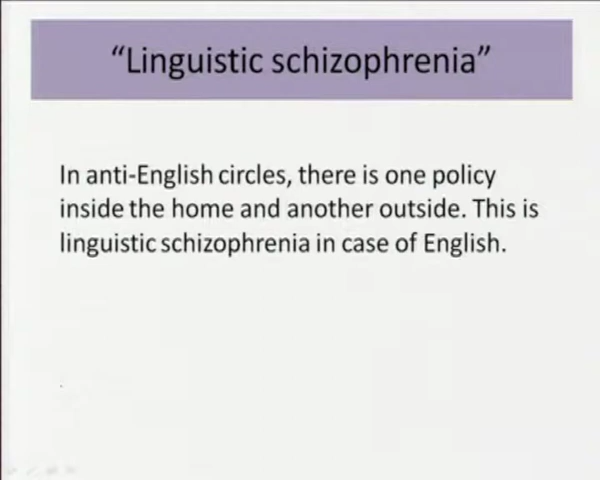 “Linguistic schizophrenia”
In anti-English circles, there is one policy
inside the home and another outside. This is
linguistic schizophrenia in case of English.